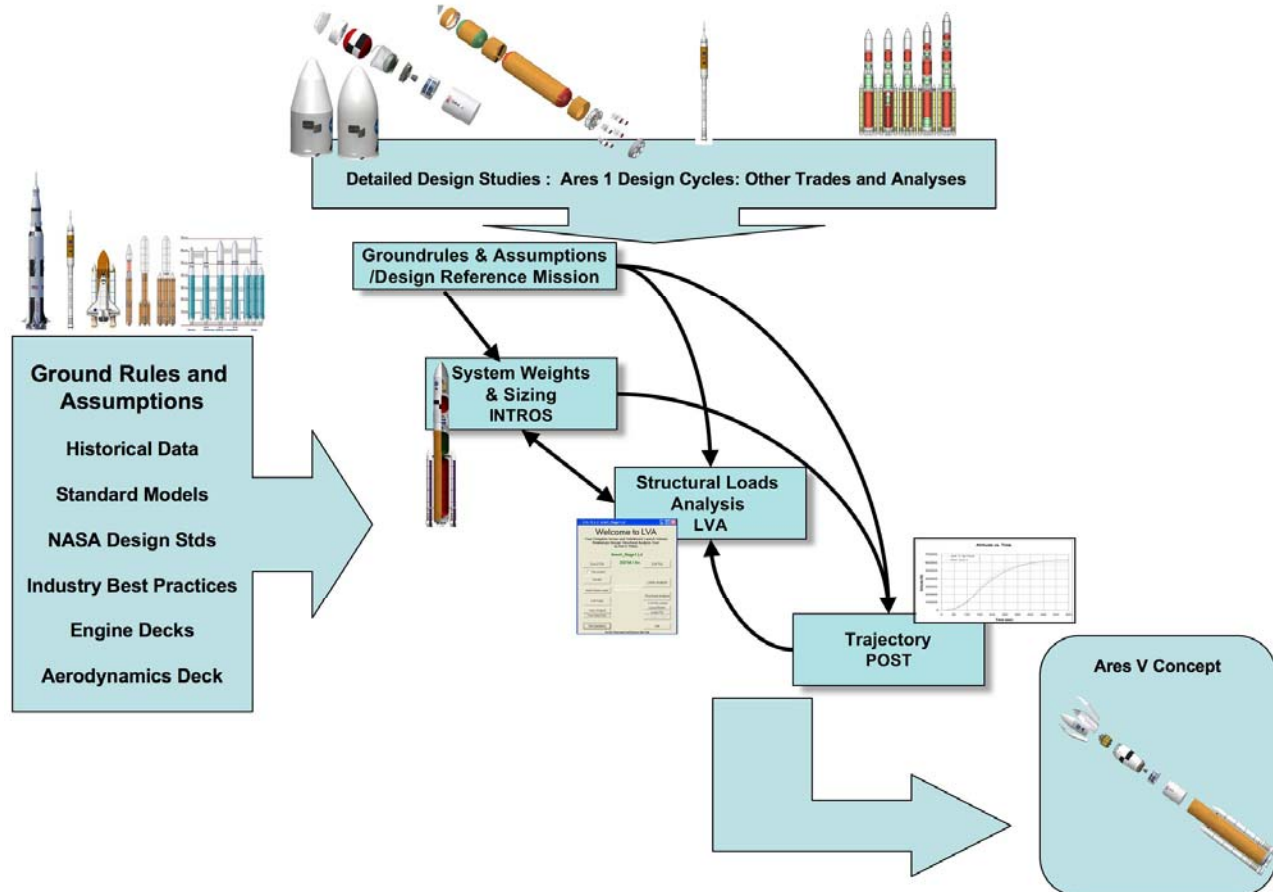 Detailed Design Studies : Ares 1 Design Cycles: Other Trades and Analyses
Groundrules & Assumptions
/Design Reference Mission
Ground Rules and
Assumptions
Historical Data
Standard Models
NASA Design Stds
Industry Best Practices
Engine Decks
Aerodynamics Deck
System Weights
& Sizing
INTROS
Structural Loads
Analysis
LVA
Welcome to LVA
Altitude vs. Time
Trajectory
POST
Ares V Concept